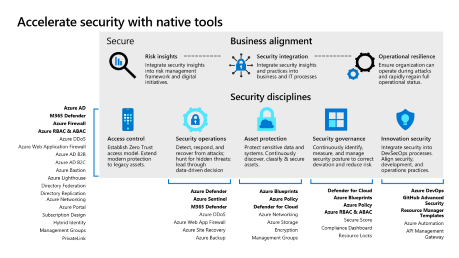 Accelerate security with native tools
Secure
Business alignment
Risk insights
Integrate security insights
into risk management
framework and digital
initiatives.
Security integration
Integrate security insights
and practices into
business and IT processes
Operational resilience
Ensure organization can
operate during attacks
and rapidly regain full
operational status.
Security disciplines
Access control
Establish Zero Trust
access model. Extend
modern protection
to legacy assets.
Security operations
Detect, respond, and
recover from attack;
hunt for hidden threats;
lead through
data-driven decision
Asset protection
Protect sensitive data and
systems. Continuously
discover, classify & secure
assets.
Security governance
Continuously identify,
measure, and manage
security posture to correct
deviation and reduce risk.
Innovation security
Integrate security into
DevSecOps processes.
Align security,
development, and
operations practices.
Azure AD
M365 Defender
Azure Firewall
Azure RBAC & ABAC
Azure DDoS
Azure Web Application Firewall
Azure AD B2B
Azure AD B2C
Azure Bastion
Azure Lighthouse
Directory Federation
Directory Replication
Azure Networking
Azure Portal
Subscription Design
Hybrid Identity
Management Groups
PrivateLink
Azure Defender
Azure Sentinel
M365 Defender
Azure DDoS
Azure Web App Firewall
Azure Site Recovery
Azure Backup
Azure Blueprints
Azure Policy
Defender for Cloud
Azure Networking
Azure Storage
Encryption
Management Groups
Defender for Cloud
Azure Blueprints
Azure Policy
Azure RBAC & ABAC
Secure Score
Compliance Dashboard
Resource Locks
Azure DevOps
GitHub Advanced
Security
Resource Manager
Templates
Azure Automation
API Management
Gateway